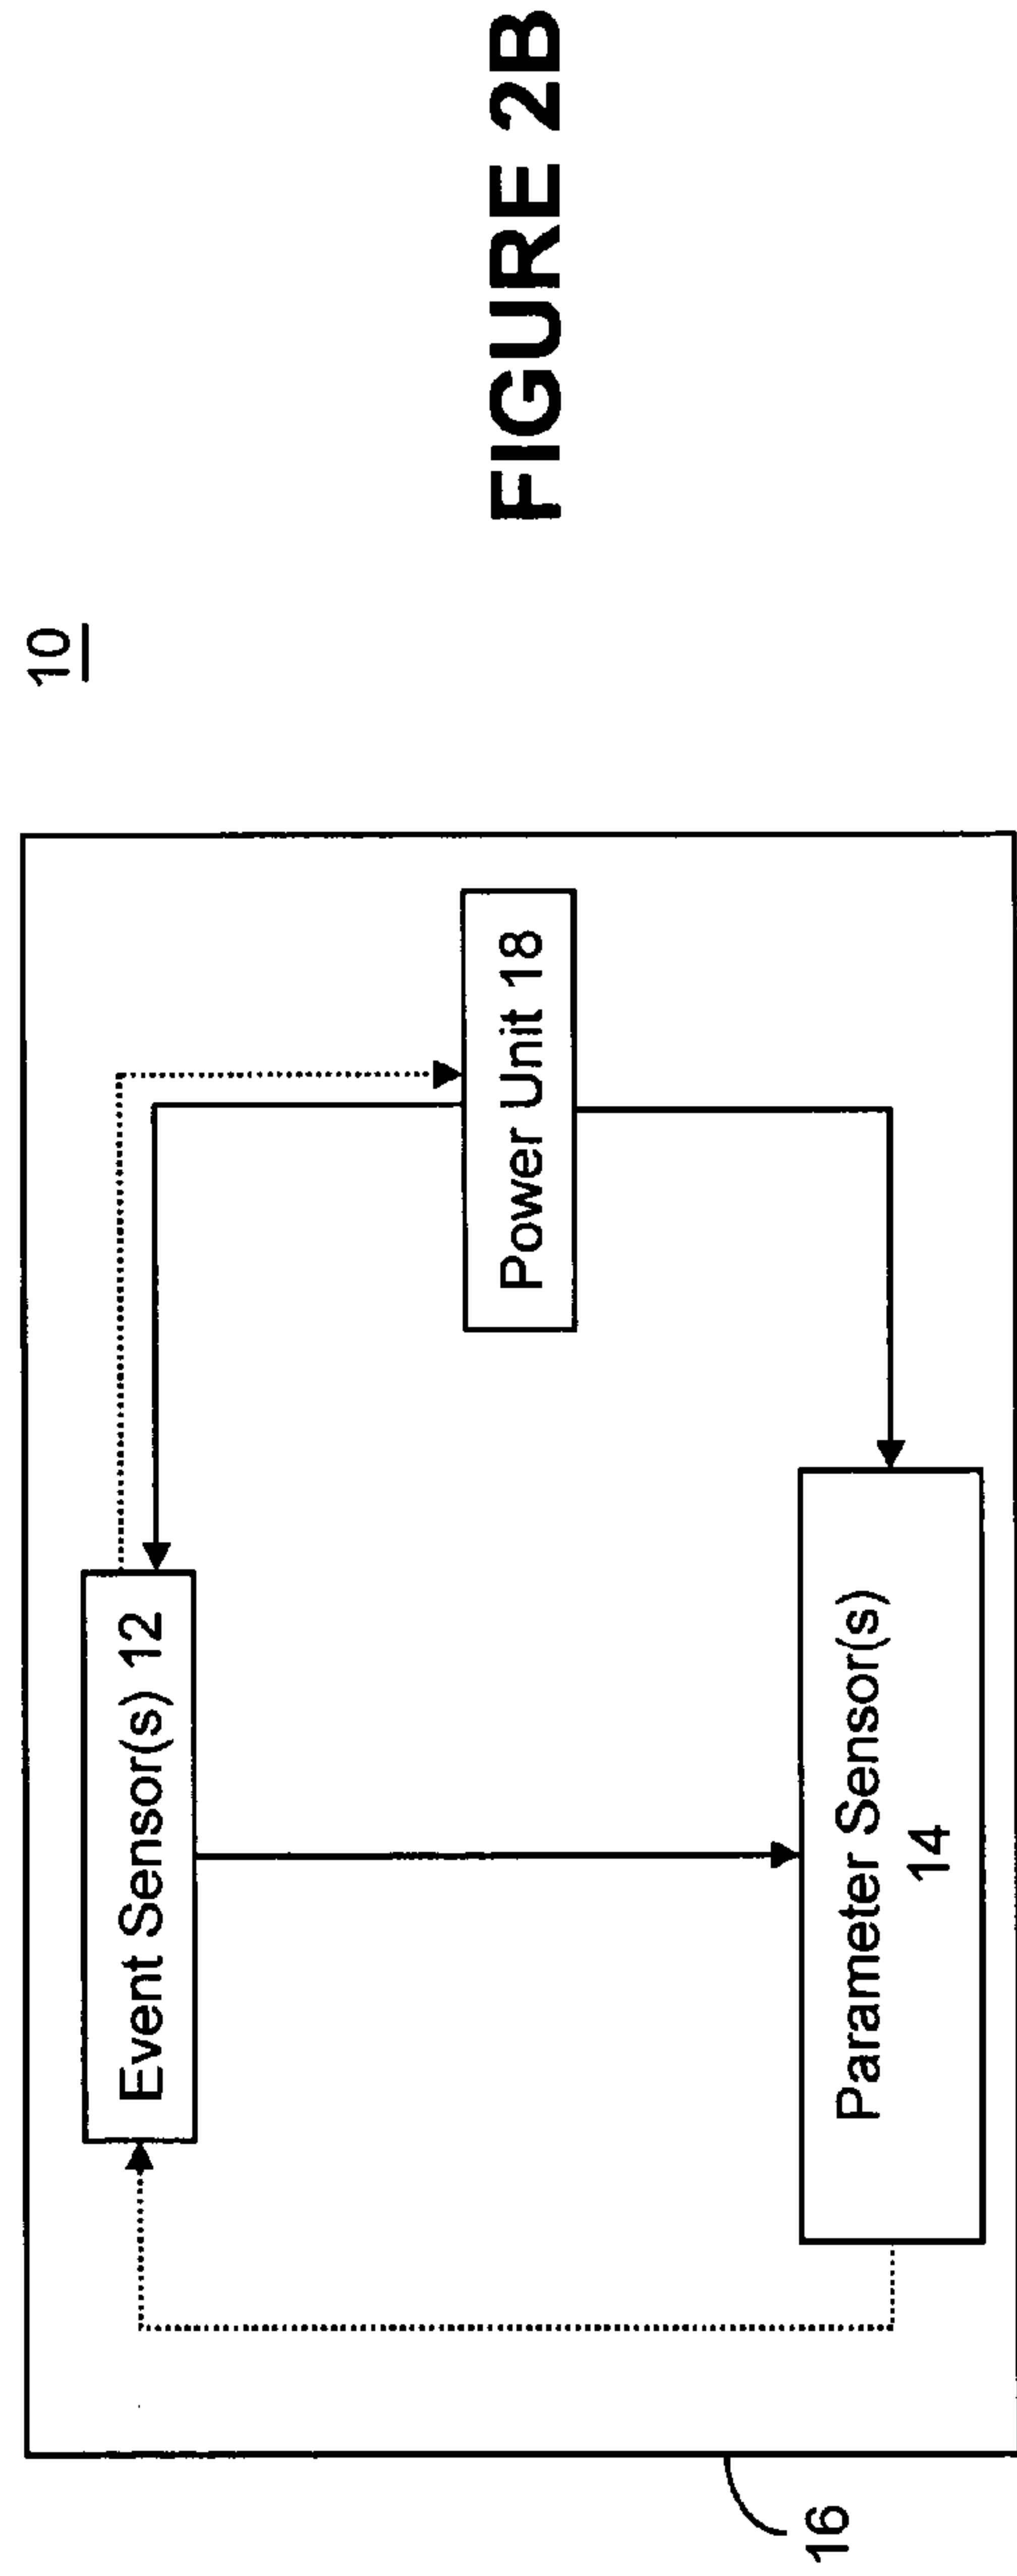 10
Event Sensor(s) 12
Power Unit 18
Parameter Sensor(s)
14
16
FIGURE 2B